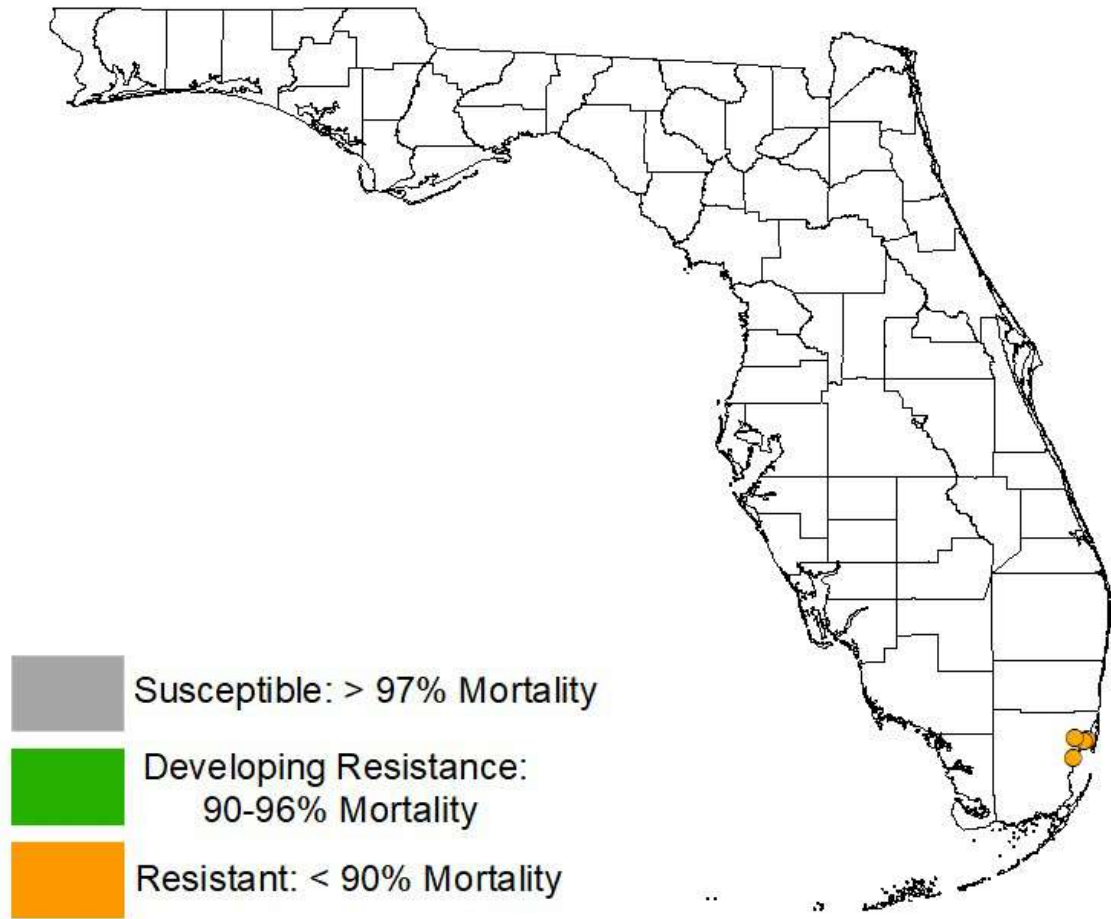 Susceptible: > 97% Mortality
Developing Resistance:
90-96% Mortality
Resistant: < 90% Mortality